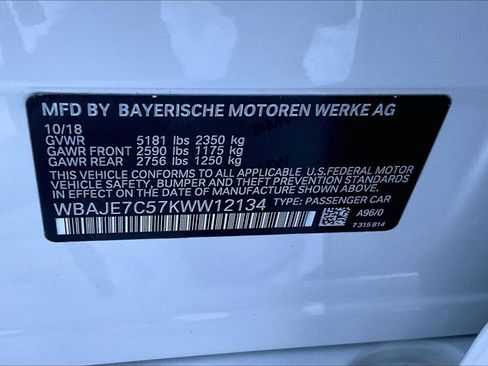 MFD BY BAYERISCHE MOTOREN WERKE AG
10/18
GVWR 5181 lbs 2350 kg
GAWR FRONT 2590 lbs 1175 kg
GAWR REAR 2756 lbs 1250 kg
THIS VEHICLE CONFORMS TO ALL APPLICABLE U.S.FEDERAL MOTOR
VEHICLE SAFETY, BUMPER, AND THEFT PREVENTION STANDARDS
IN EFFECT ON THE DATE OF MANUFACTURE SHOWN ABOVE.
WBAJE7C57KWW12134 TYPE: PASSENGER CAR
A96/0
7 315 814